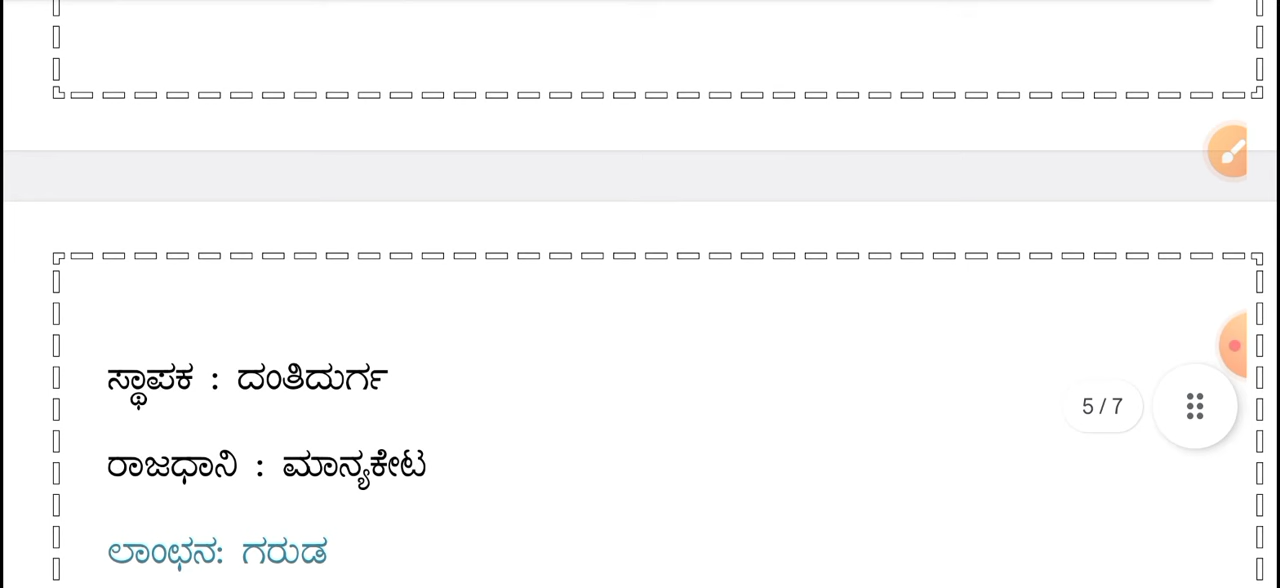 ಸ್ಥಾಪಕ : ದಂತಿದುರ್ಗ
5 / 7
ರಾಜಧಾನಿ : ಮಾನ್ಯಕೇಟ
ಲಾಂಛನ: ಗರುಡ